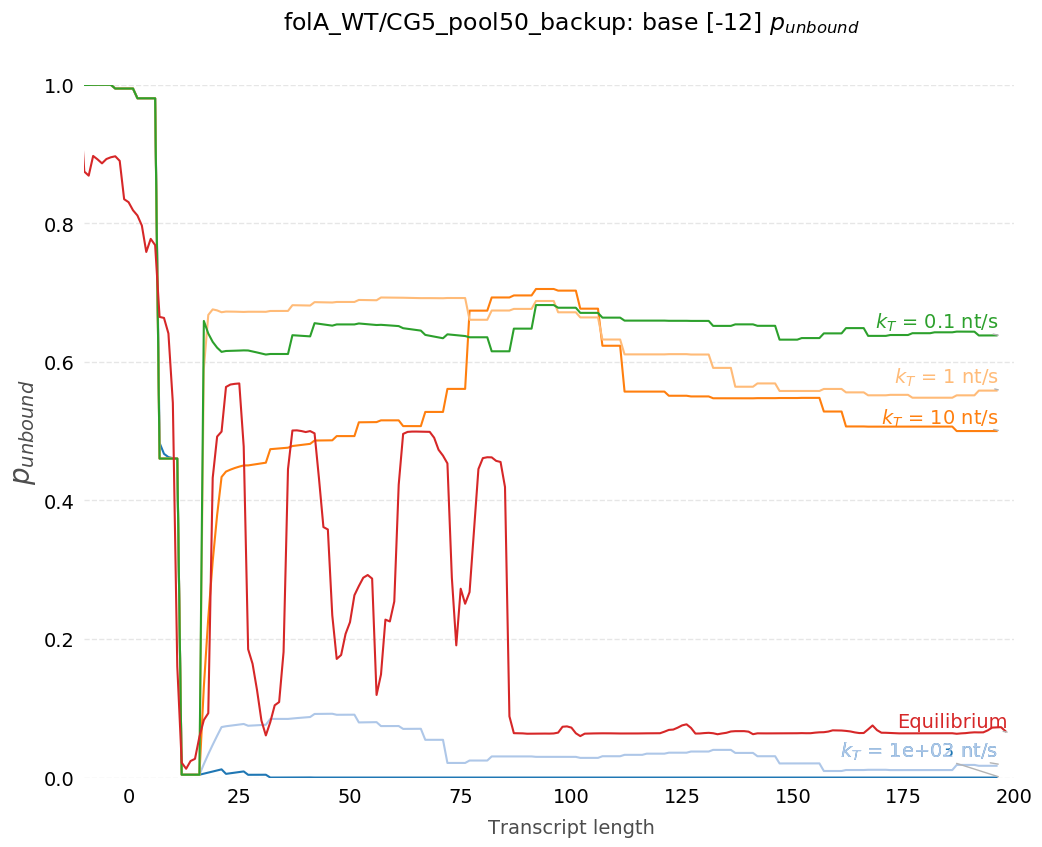 folA_WT/CG5_pool50_backup: base [-12] p_unbound
1.0
0.8
0.6
0.4
0.2
0.0
p_unbound
k_T = 0.1 nt/s
k_T = 1 nt/s
k_T = 10 nt/s
Equilibrium
k_T = 1e+03 nt/s
0
25
50
75
100
125
150
175
200
Transcript length